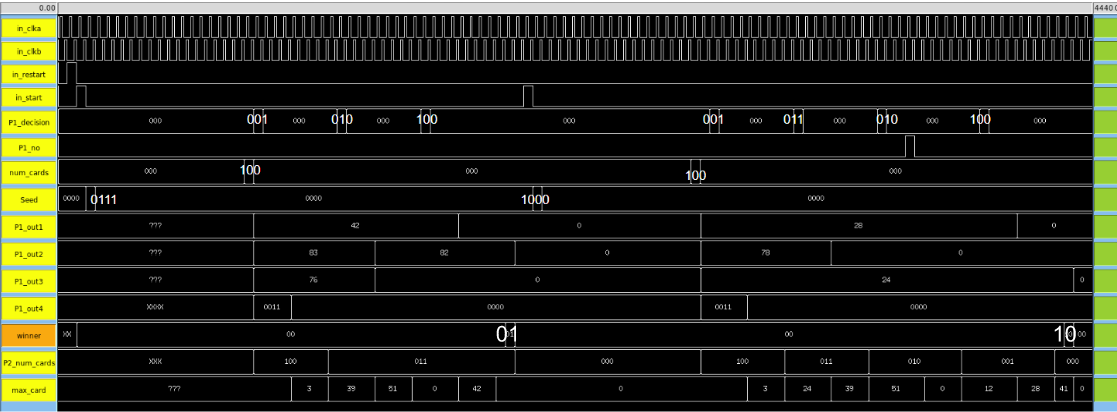 0.00 4440.0
in_clka
in_clkb
in_restart
in_start
P1_decision 000 001 000 010 000 100 000 001 000 011 000 010 000 100 000
P1_no
num_cards 000 100 000 100 000
Seed 0000 0111 0000 1000 0000
P1_out1 ??? 42 0 28 0
P1_out2 ??? 83 82 0 78 0
P1_out3 ??? 76 0 24 0
P1_out4 XXXX 0011 0000 0011 0000
winner XX 00 01 00 10 00
P2_num_cards XXX 100 011 000 100 011 010 001 000
max_card ??? 3 39 51 0 42 0 3 24 39 51 0 12 28 41 0